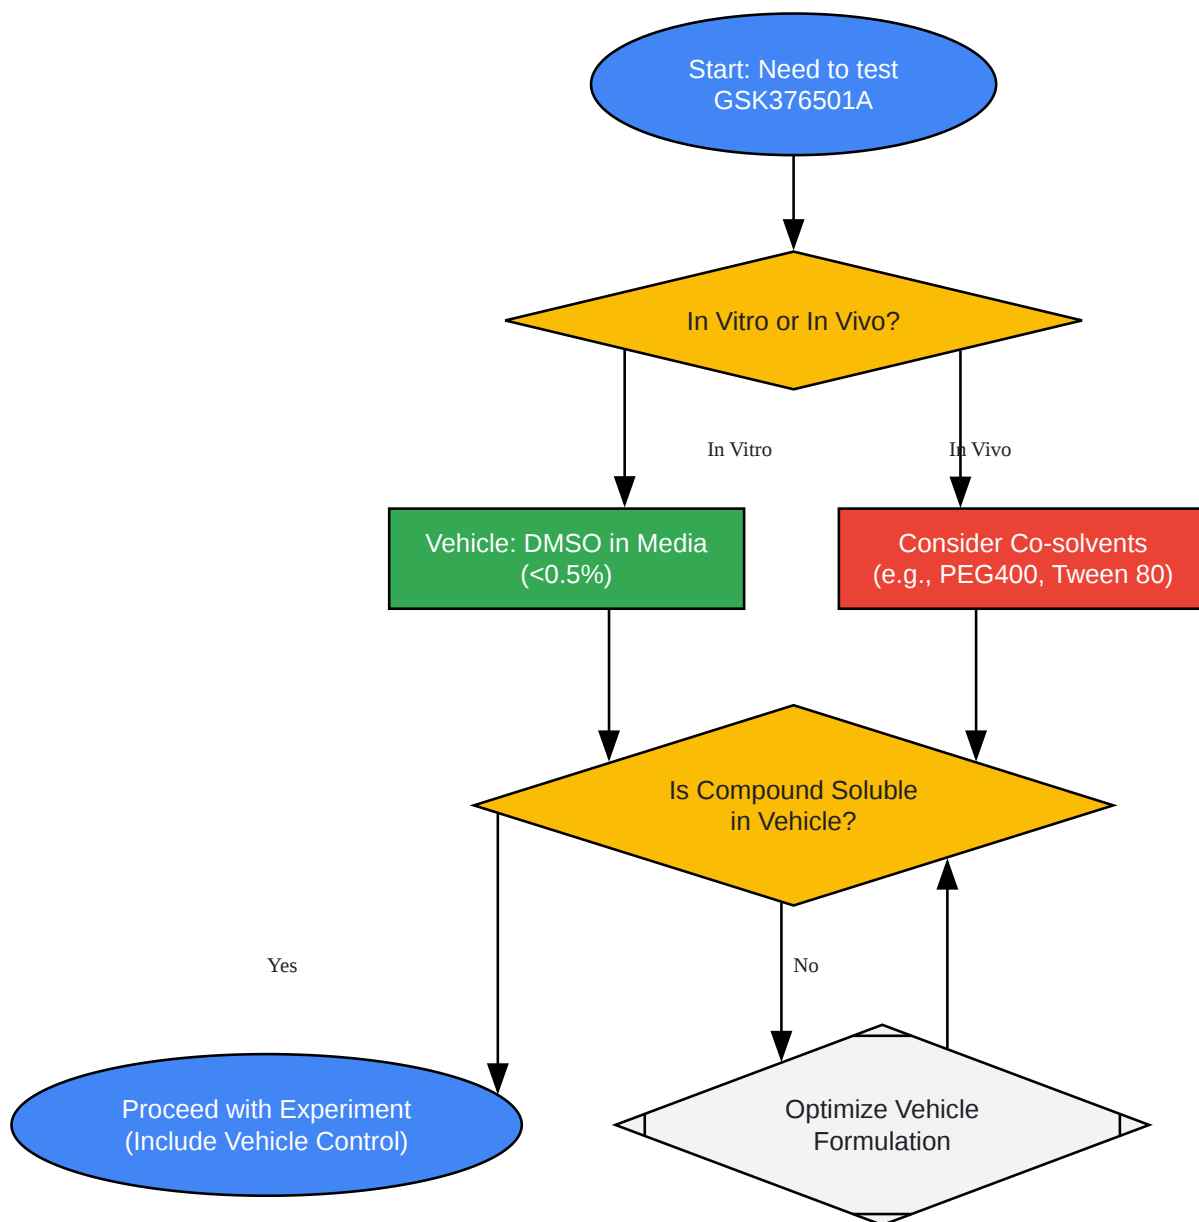 Start: Need to test
GSK376501A
In Vitro or In Vivo?
In Vitro
In Vivo
Vehicle: DMSO in Media
(<0.5%)
Consider Co-solvents
(e.g., PEG400, Tween 80)
Is Compound Soluble
in Vehicle?
Yes
No
Proceed with Experiment
(Include Vehicle Control)
Optimize Vehicle
Formulation